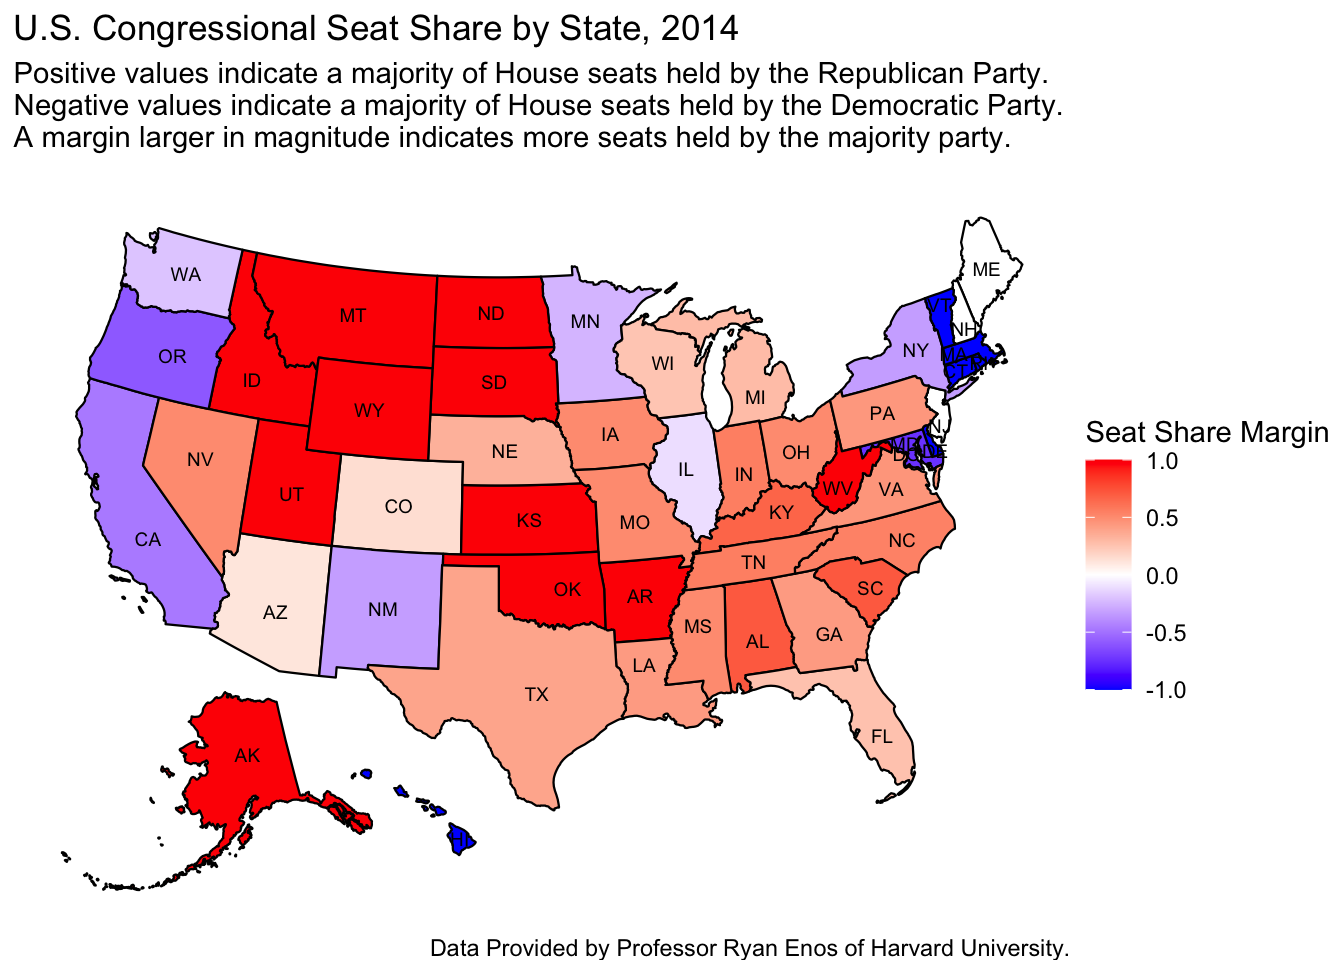 U.S. Congressional Seat Share by State, 2014
Positive values indicate a majority of House seats held by the Republican Party.
Negative values indicate a majority of House seats held by the Democratic Party.
A margin larger in magnitude indicates more seats held by the majority party.
ME
WA
VT
MT
ND
MN
NH
NY
MA
OR
WI
CT
ID
SD
WY
MI
PA
NJ
Seat Share Margin
IA
NV
NE
OH
MD
DE
1.0
IL
IN
UT
WV
VA
CO
KS
MO
KY
0.5
CA
NC
TN
0.0
OK
AR
SC
AZ
NM
MS
GA
-0.5
AL
LA
TX
-1.0
FL
AK
HI
Data Provided by Professor Ryan Enos of Harvard University.